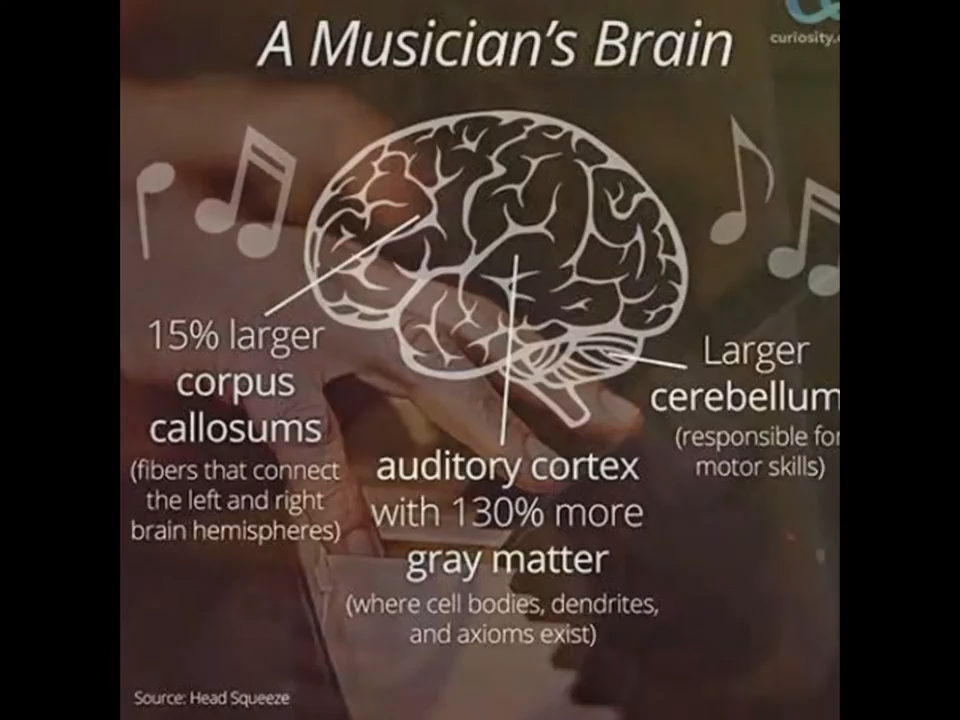 A Musician's Brain
curiosity.
15% larger
corpus
callosums
(fibers that connect
the left and right
brain hemispheres)
auditory cortex
with 130% more
gray matter
(where cell bodies, dendrites,
and axioms exist)
Larger
cerebellum
(responsible for
motor skills)
Source: Head Squeeze